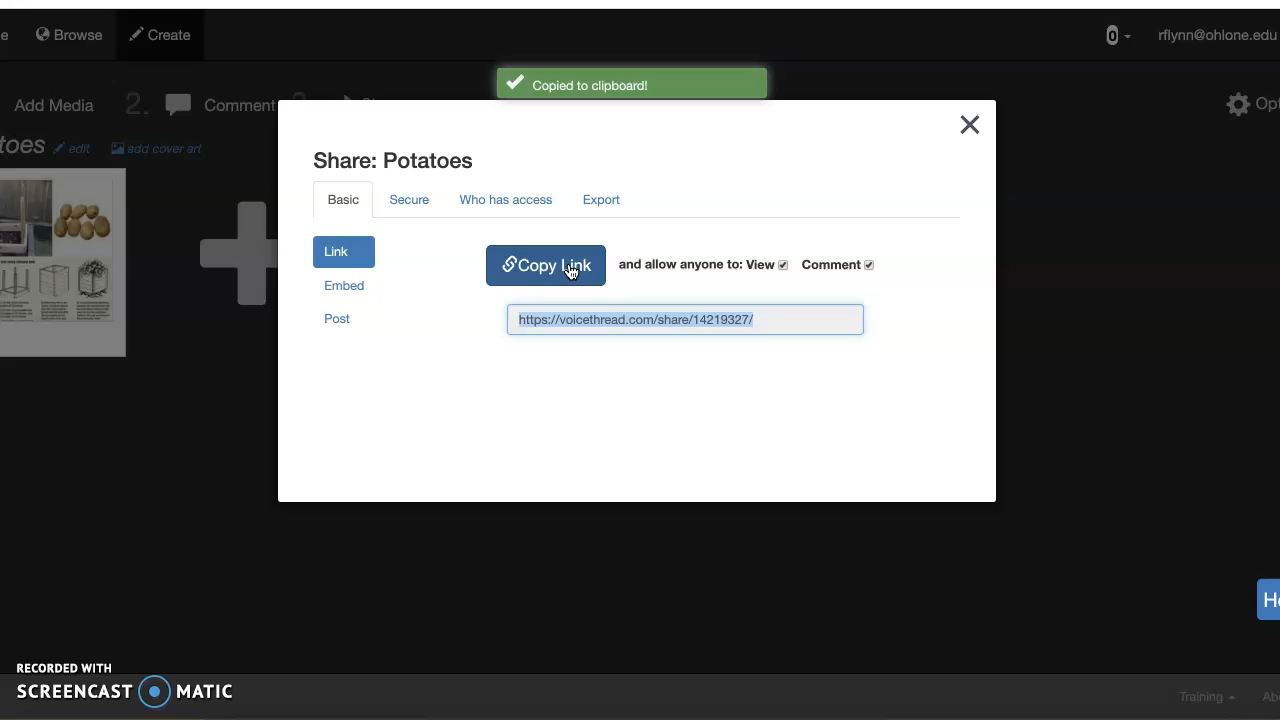 e Browse Create 0 rflynn@ohlone.edu
Copied to clipboard!
Add Media 2. Comment
toes edit add cover art
Share: Potatoes
Basic Secure Who has access Export
Link
Copy Link and allow anyone to: View Comment
Embed
https://voicethread.com/share/14219327/
Post
RECORDED WITH
SCREENCAST MATIC
Training